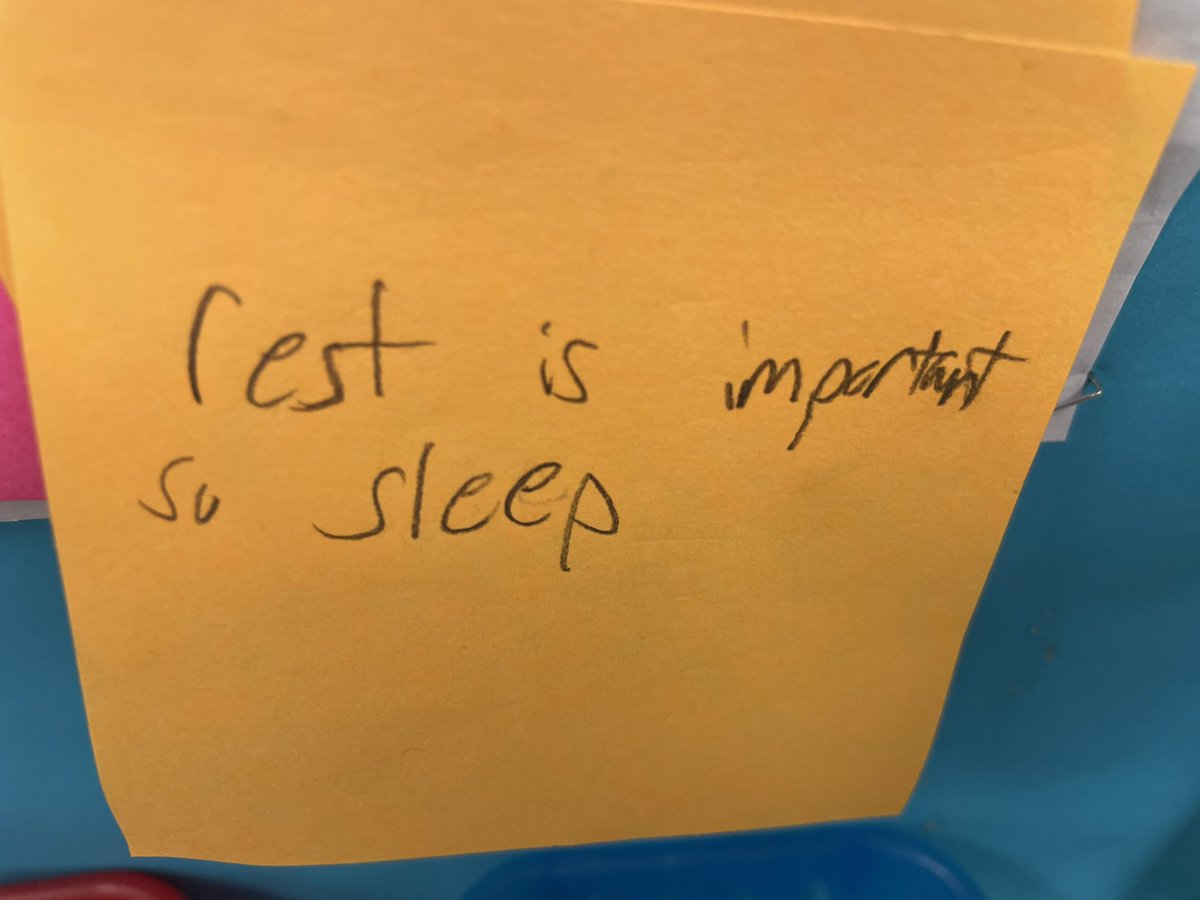 rest is important
so sleep